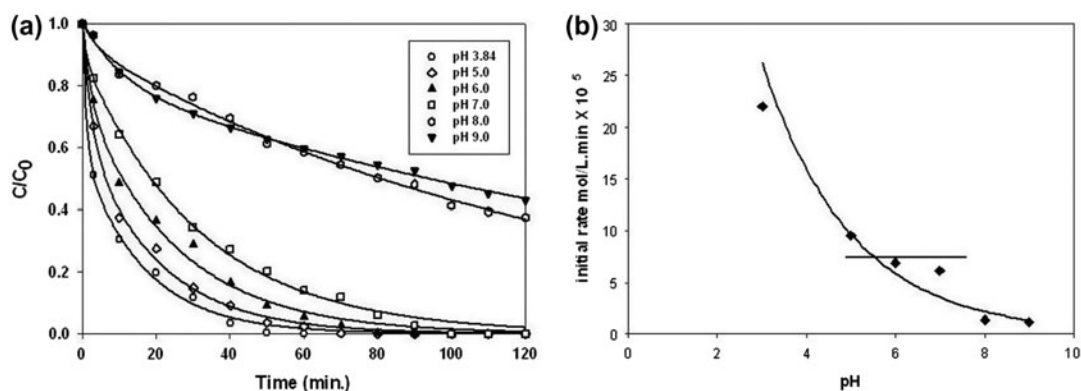 (a)
1.0
0.8
0.6
0.4
0.2
0.0
C/C0
0 20 40 60 80 100 120
Time (min.)
pH 3.84
pH 5.0
pH 6.0
pH 7.0
pH 8.0
pH 9.0
(b)
30
25
20
15
10
5
0
initial rate mol/L.min X 10 -5
0 2 4 6 8 10
pH